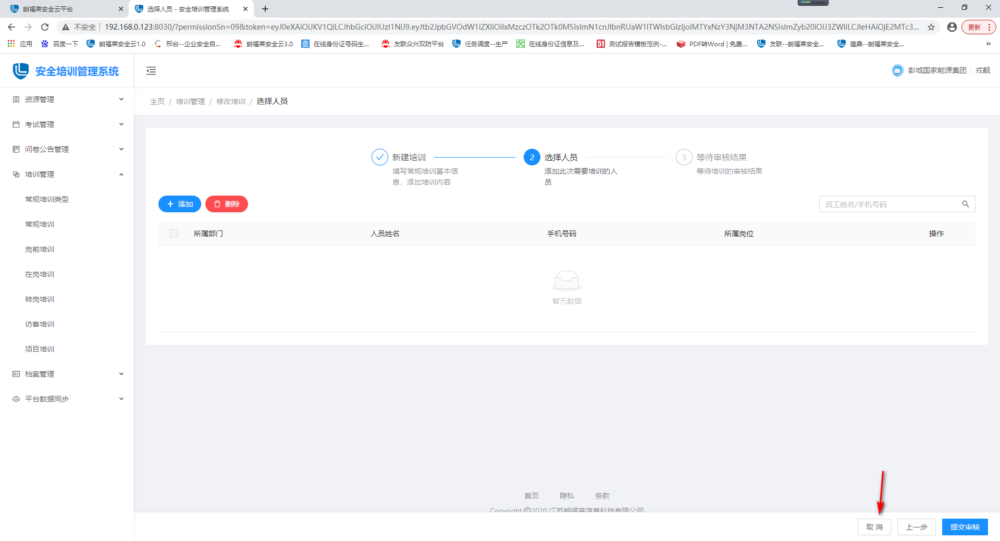 朗福莱安全云平台
选择人员 - 安全培训管理系统
不安全
192.168.0.123:8030/?permissionSn=09&token=eyJ0eXAiOiJKV1QiLCJhbGciOiJIUzI1NiJ9.eyJtb2JpbGVOdW1iZXIiOiIxMzczOTk2OTk0MSIsImN1cnJlbnRUaW1lTWlsbGlzIjoiMTYxNzY3NjM3NTA2NSIsImZyb20iOiJ3ZWIiLCJleHAiOjE2MTc3...
更新
应用
百度一下
朗福莱安全云1.0
邢台--企业安全自...
朗福莱安全云3.0
查 在线身份证号码生...
友联众兴双防平台
任务调度--生产
在线身份证信息及...
51 测试报告模板范例-...
PDF转Word | 免费...
友联--朗福莱安全...
蕴鼎--朗福莱安全...
»
安全培训管理系统
彭城国家能源集团
戎靓
资源管理
考试管理
问卷公告管理
培训管理
常规培训类型
常规培训
岗前培训
在岗培训
转岗培训
访客培训
项目培训
档案管理
平台数据同步
主页 / 培训管理 / 修改培训 / 选择人员
新建培训
填写常规培训基本信
息，添加培训内容
2 选择人员
添加此次需要培训的人
员
3 等待审核结果
等待培训的审核结果
+ 添加
删除
员工姓名/手机号码
所属部门 人员姓名 手机号码 所属岗位 操作
暂无数据
首页 隐私 条款
Copyright ©2020 江苏朗福莱信息科技有限公司
取 消
上一步
提交审核